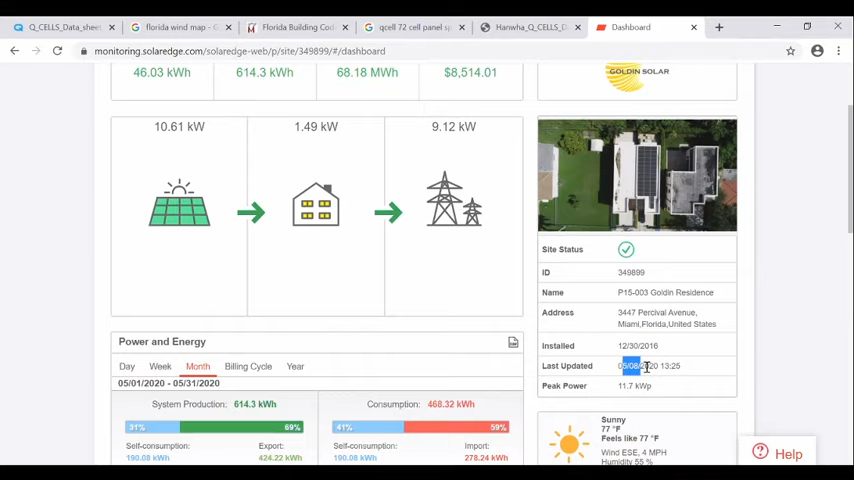 Q_CELLS_Data_sheet
florida wind map - G
Florida Building Code
qcell 72 cell panel sp
Hanwha_Q_CELLS_D
Dashboard
monitoring.solaredge.com/solaredge-web/p/site/349899/#/dashboard
46.03 kWh
614.3 kWh
68.18 MWh
$8,514.01
GOLDIN SOLAR
10.61 kW
1.49 kW
9.12 kW
Site Status
ID 349899
Name P15-003 Goldin Residence
Address 3447 Percival Avenue,
Miami,Florida,United States
Installed 12/30/2016
Last Updated 05/08/2020 13:25
Peak Power 11.7 kWp
Power and Energy
Day Week Month Billing Cycle Year
05/01/2020 - 05/31/2020
System Production: 614.3 kWh
Consumption: 468.32 kWh
31% 69%
41% 59%
Self-consumption: Export:
190.08 kWh 424.22 kWh
Self-consumption: Import:
190.08 kWh 278.24 kWh
Sunny
77 °F
Feels like 77 °F
Wind ESE, 4 MPH
Humidity 55 %
Help